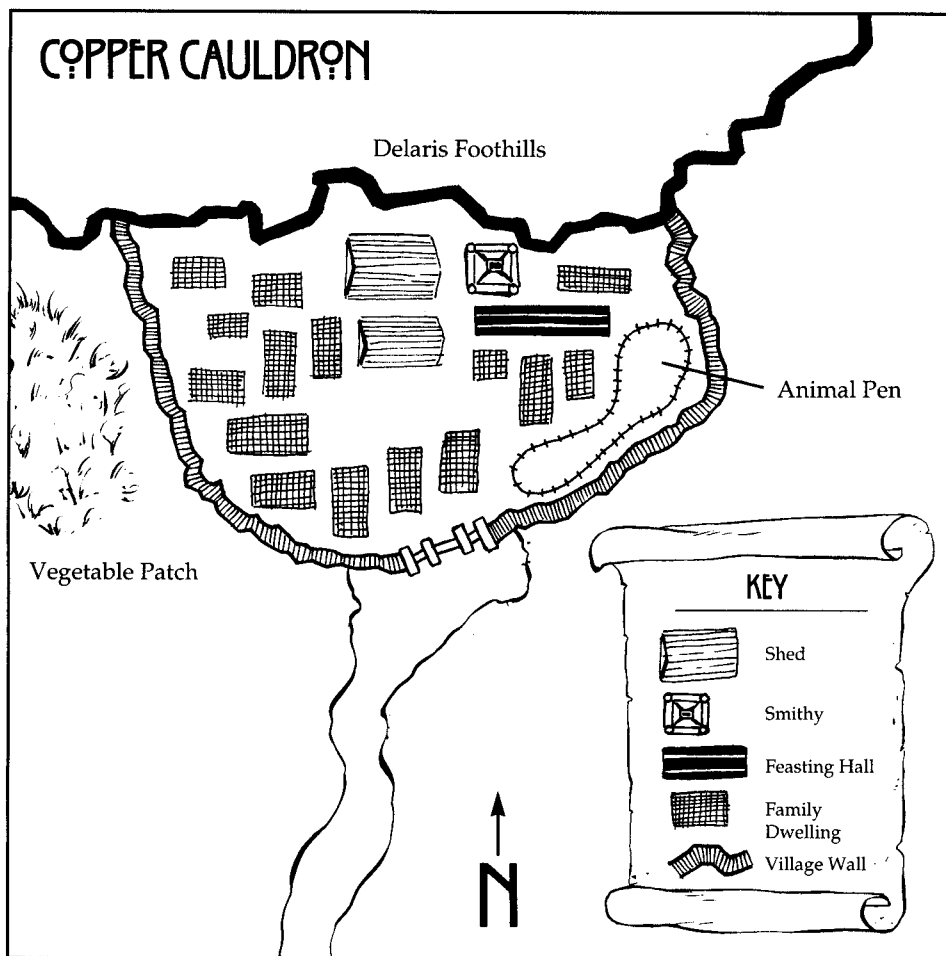 COPPER CAULDRON
Delaris Foothills
Animal Pen
Vegetable Patch
KEY
Shed
Smithy
Feasting Hall
Family
Dwelling
Village Wall
N